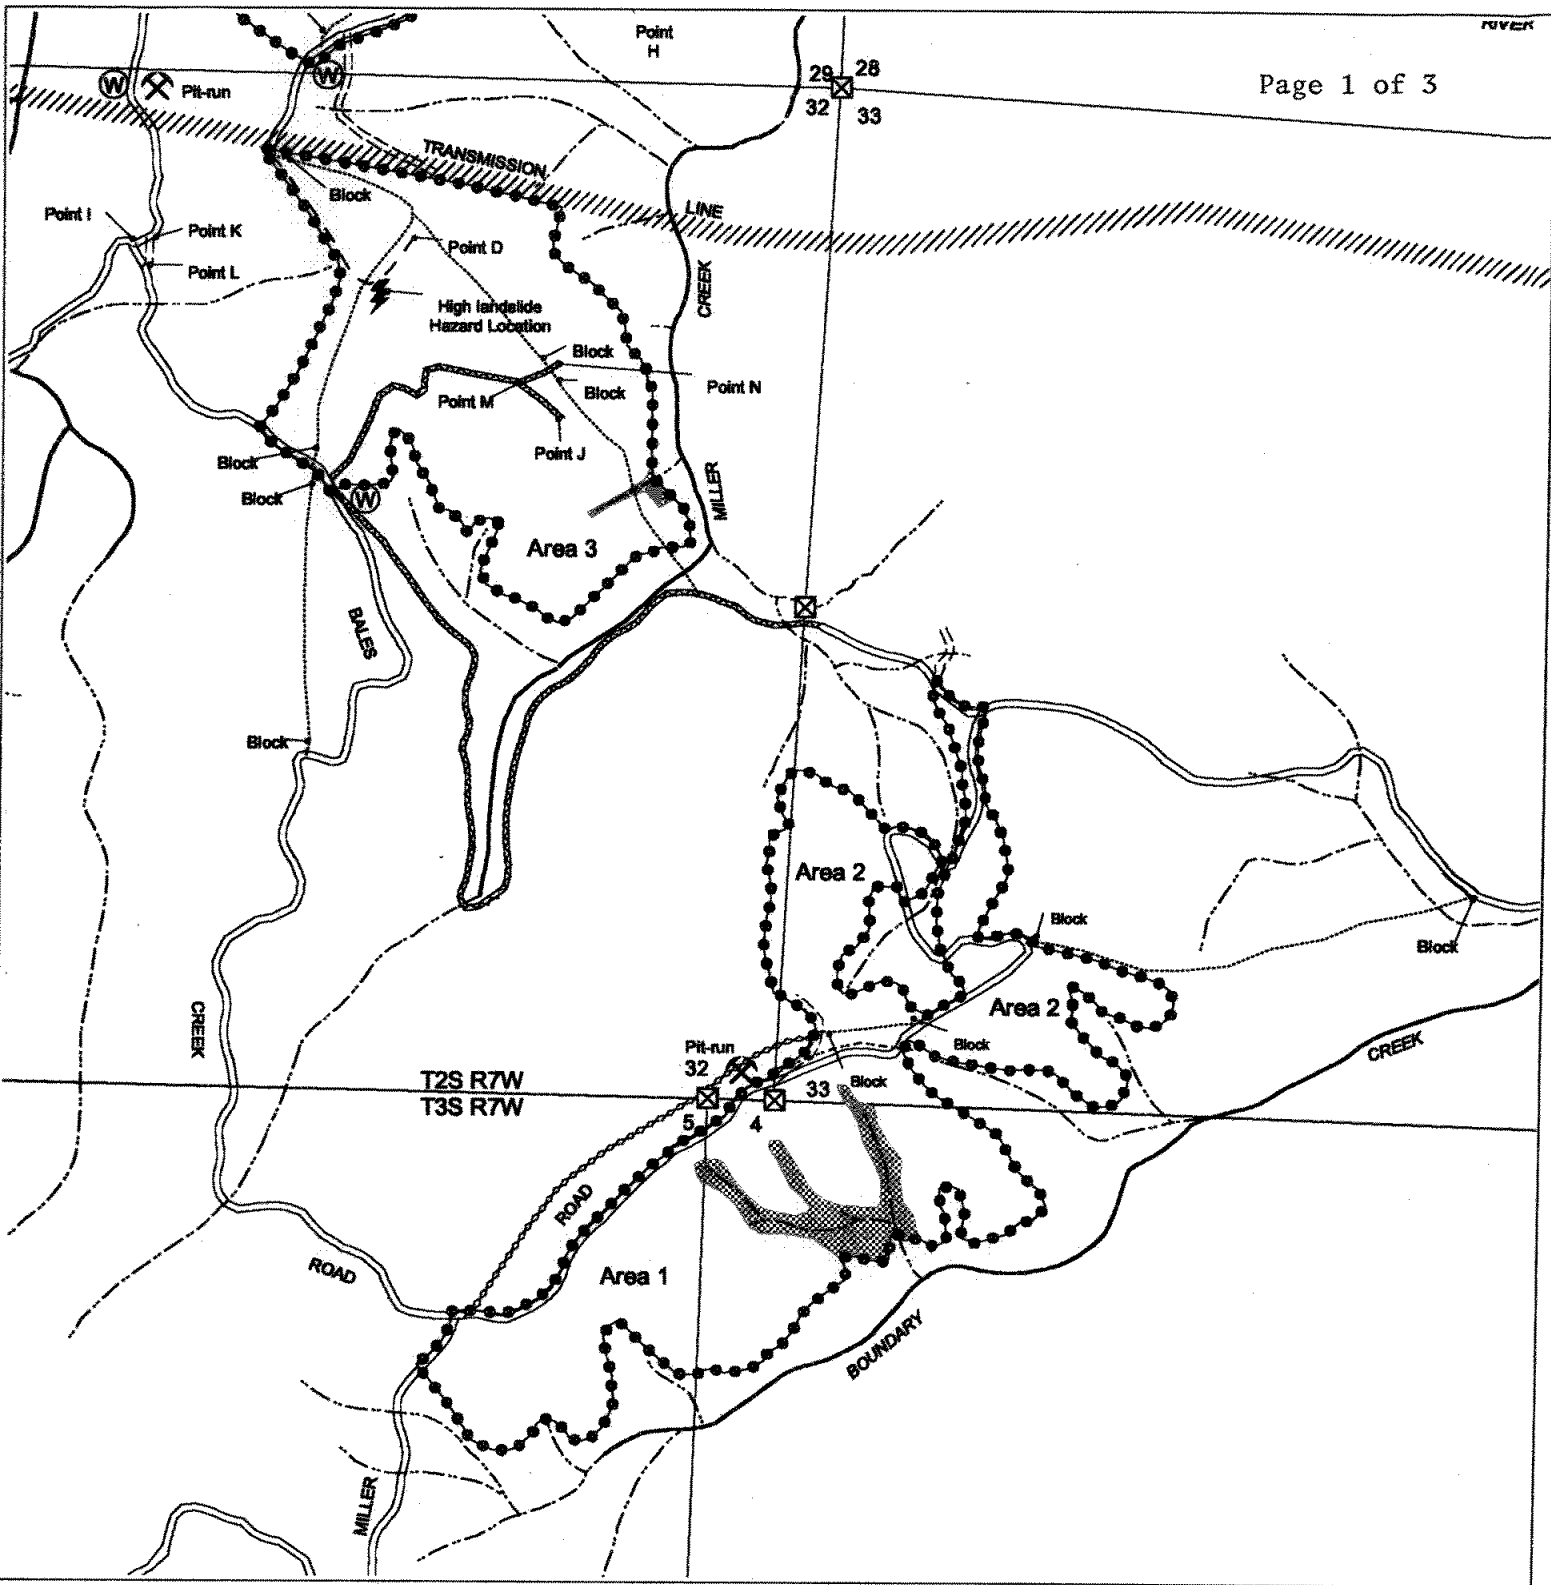 RIVER
Point
H
29 28
32 33
Page 1 of 3
W
Pit-run
W
TRANSMISSION
LINE
Block
Point I
Point K
Point L
Point D
CREEK
High landslide
Hazard Location
Block
Block
Point N
Point M
Point J
Block
Block
W
MILLER
Area 3
BALES
Block
Area 2
Block
Block
CREEK
Area 2
Block
CREEK
Pit-run
32
33
Block
T2S R7W
T3S R7W
5
4
ROAD
ROAD
Area 1
BOUNDARY
MILLER